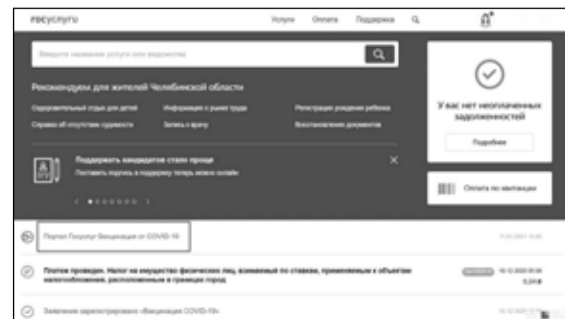 госуслуги
Услуги Оплата Поддержка
Введите название услуги или ведомства
Рекомендуем для жителей Челябинской области
Оздоровительный отдых для детей
Информация о рынке труда
Регистрация рождения ребенка
Справка об отсутствии судимости
Запись к врачу
Восстановление документов
У вас нет неоплаченных
задолженностей
Подробнее
Поддержать кандидатов стало проще
Поставить подпись в поддержку теперь можно онлайн
Оплата по квитанции
Портал Госуслуг Вакцинация от COVID-19
Платеж проведен. Налог на имущество физических лиц, взимаемый по ставкам, применяемым к объектам
налогообложения, расположенным в границах город
Заявление зарегистрировано «Вакцинация COVID-19»